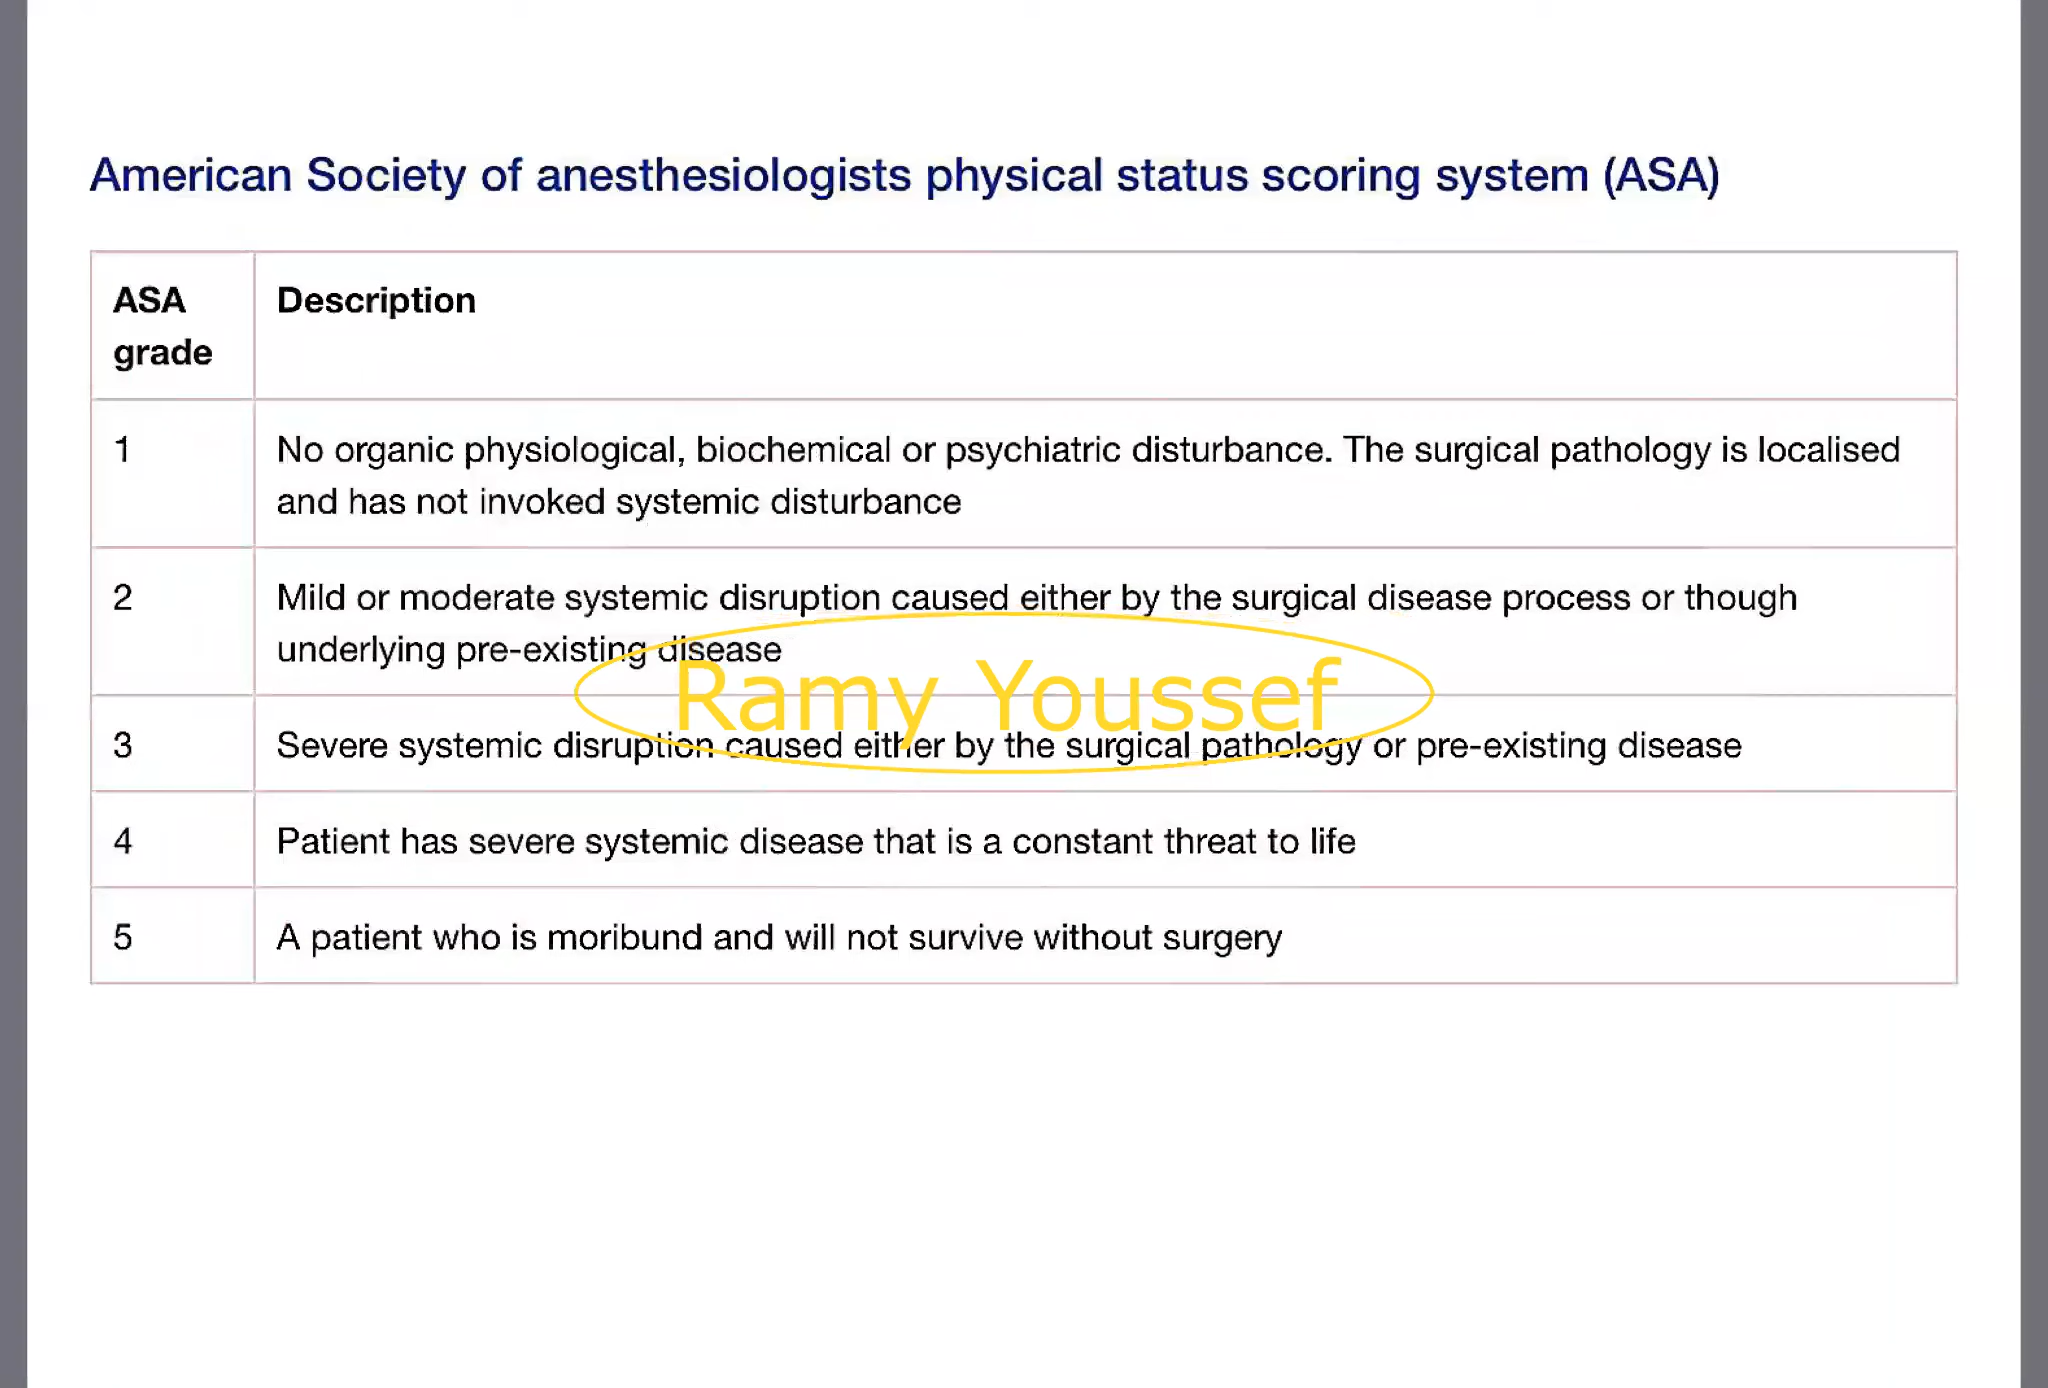 American Society of anesthesiologists physical status scoring system (ASA)
ASA grade Description
1 No organic physiological, biochemical or psychiatric disturbance. The surgical pathology is localised
and has not invoked systemic disturbance
2 Mild or moderate systemic disruption caused either by the surgical disease process or though
underlying pre-existing disease
Ramy Youssef
3 Severe systemic disruption caused either by the surgical pathology or pre-existing disease
4 Patient has severe systemic disease that is a constant threat to life
5 A patient who is moribund and will not survive without surgery